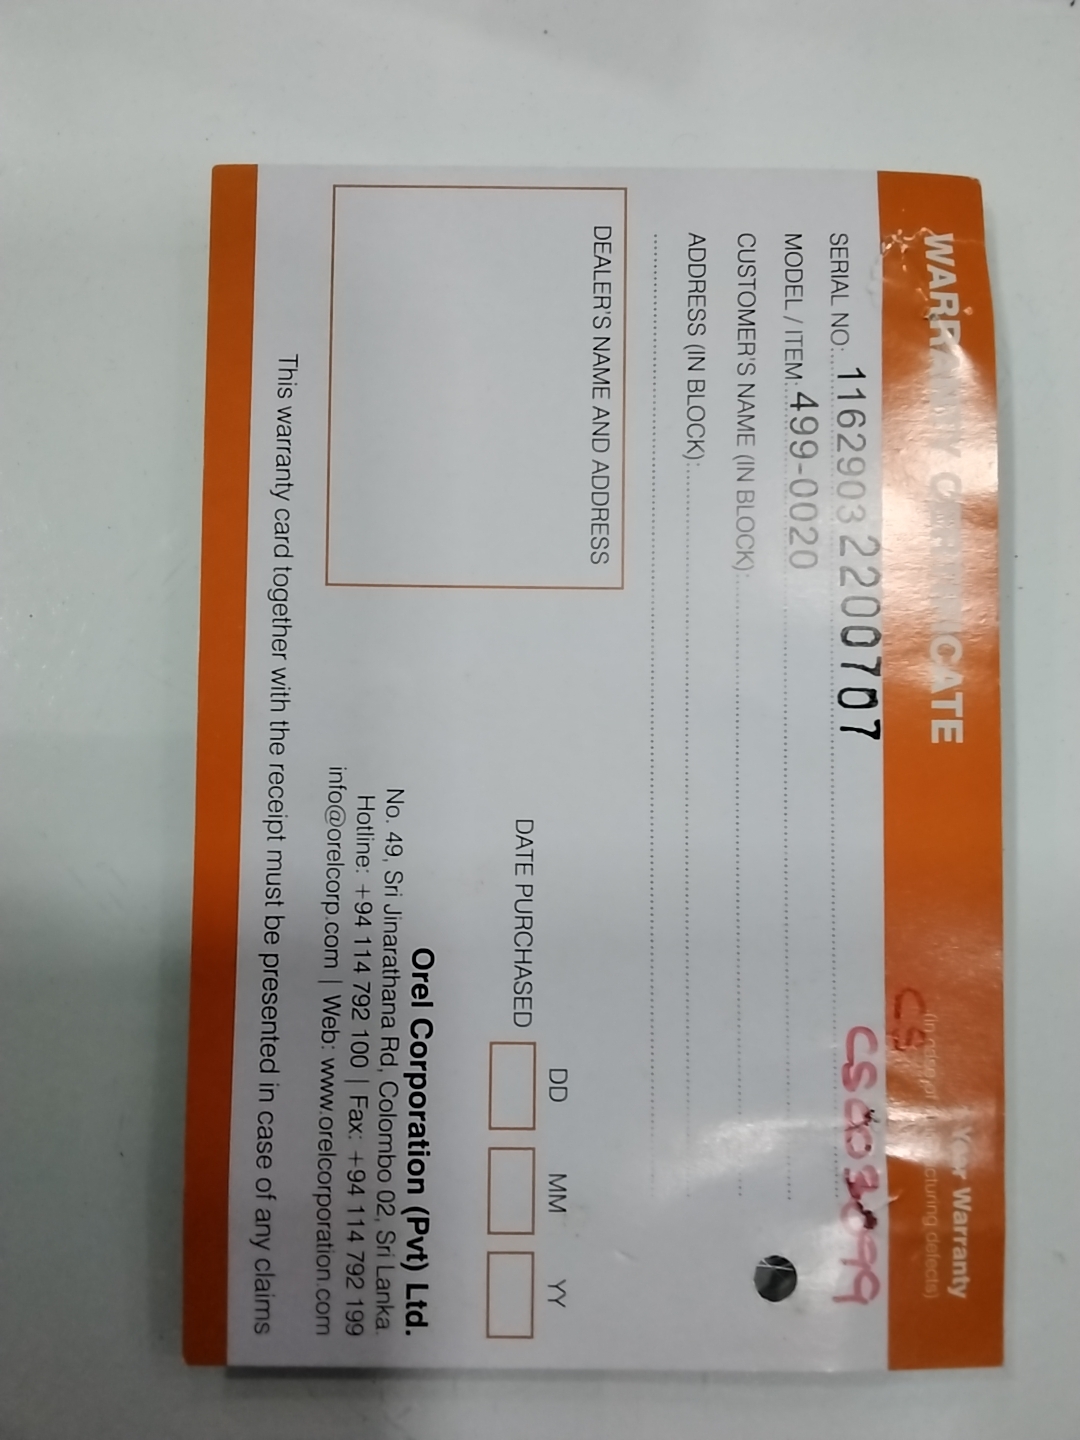 WARRANTY CERTIFICATE
Year Warranty
SERIAL NO: 11629032200707
MODEL / ITEM: 499-0020
CUSTOMER'S NAME (IN BLOCK):
ADDRESS (IN BLOCK):
DEALER'S NAME AND ADDRESS
DD MM YY
DATE PURCHASED
Orel Corporation (Pvt) Ltd.
No. 49, Sri Jinarathana Rd, Colombo 02, Sri Lanka.
Hotline: +94 114 792 100 | Fax: +94 114 792 199
info@orelcorp.com | Web: www.orelcorporation.com
This warranty card together with the receipt must be presented in case of any claims